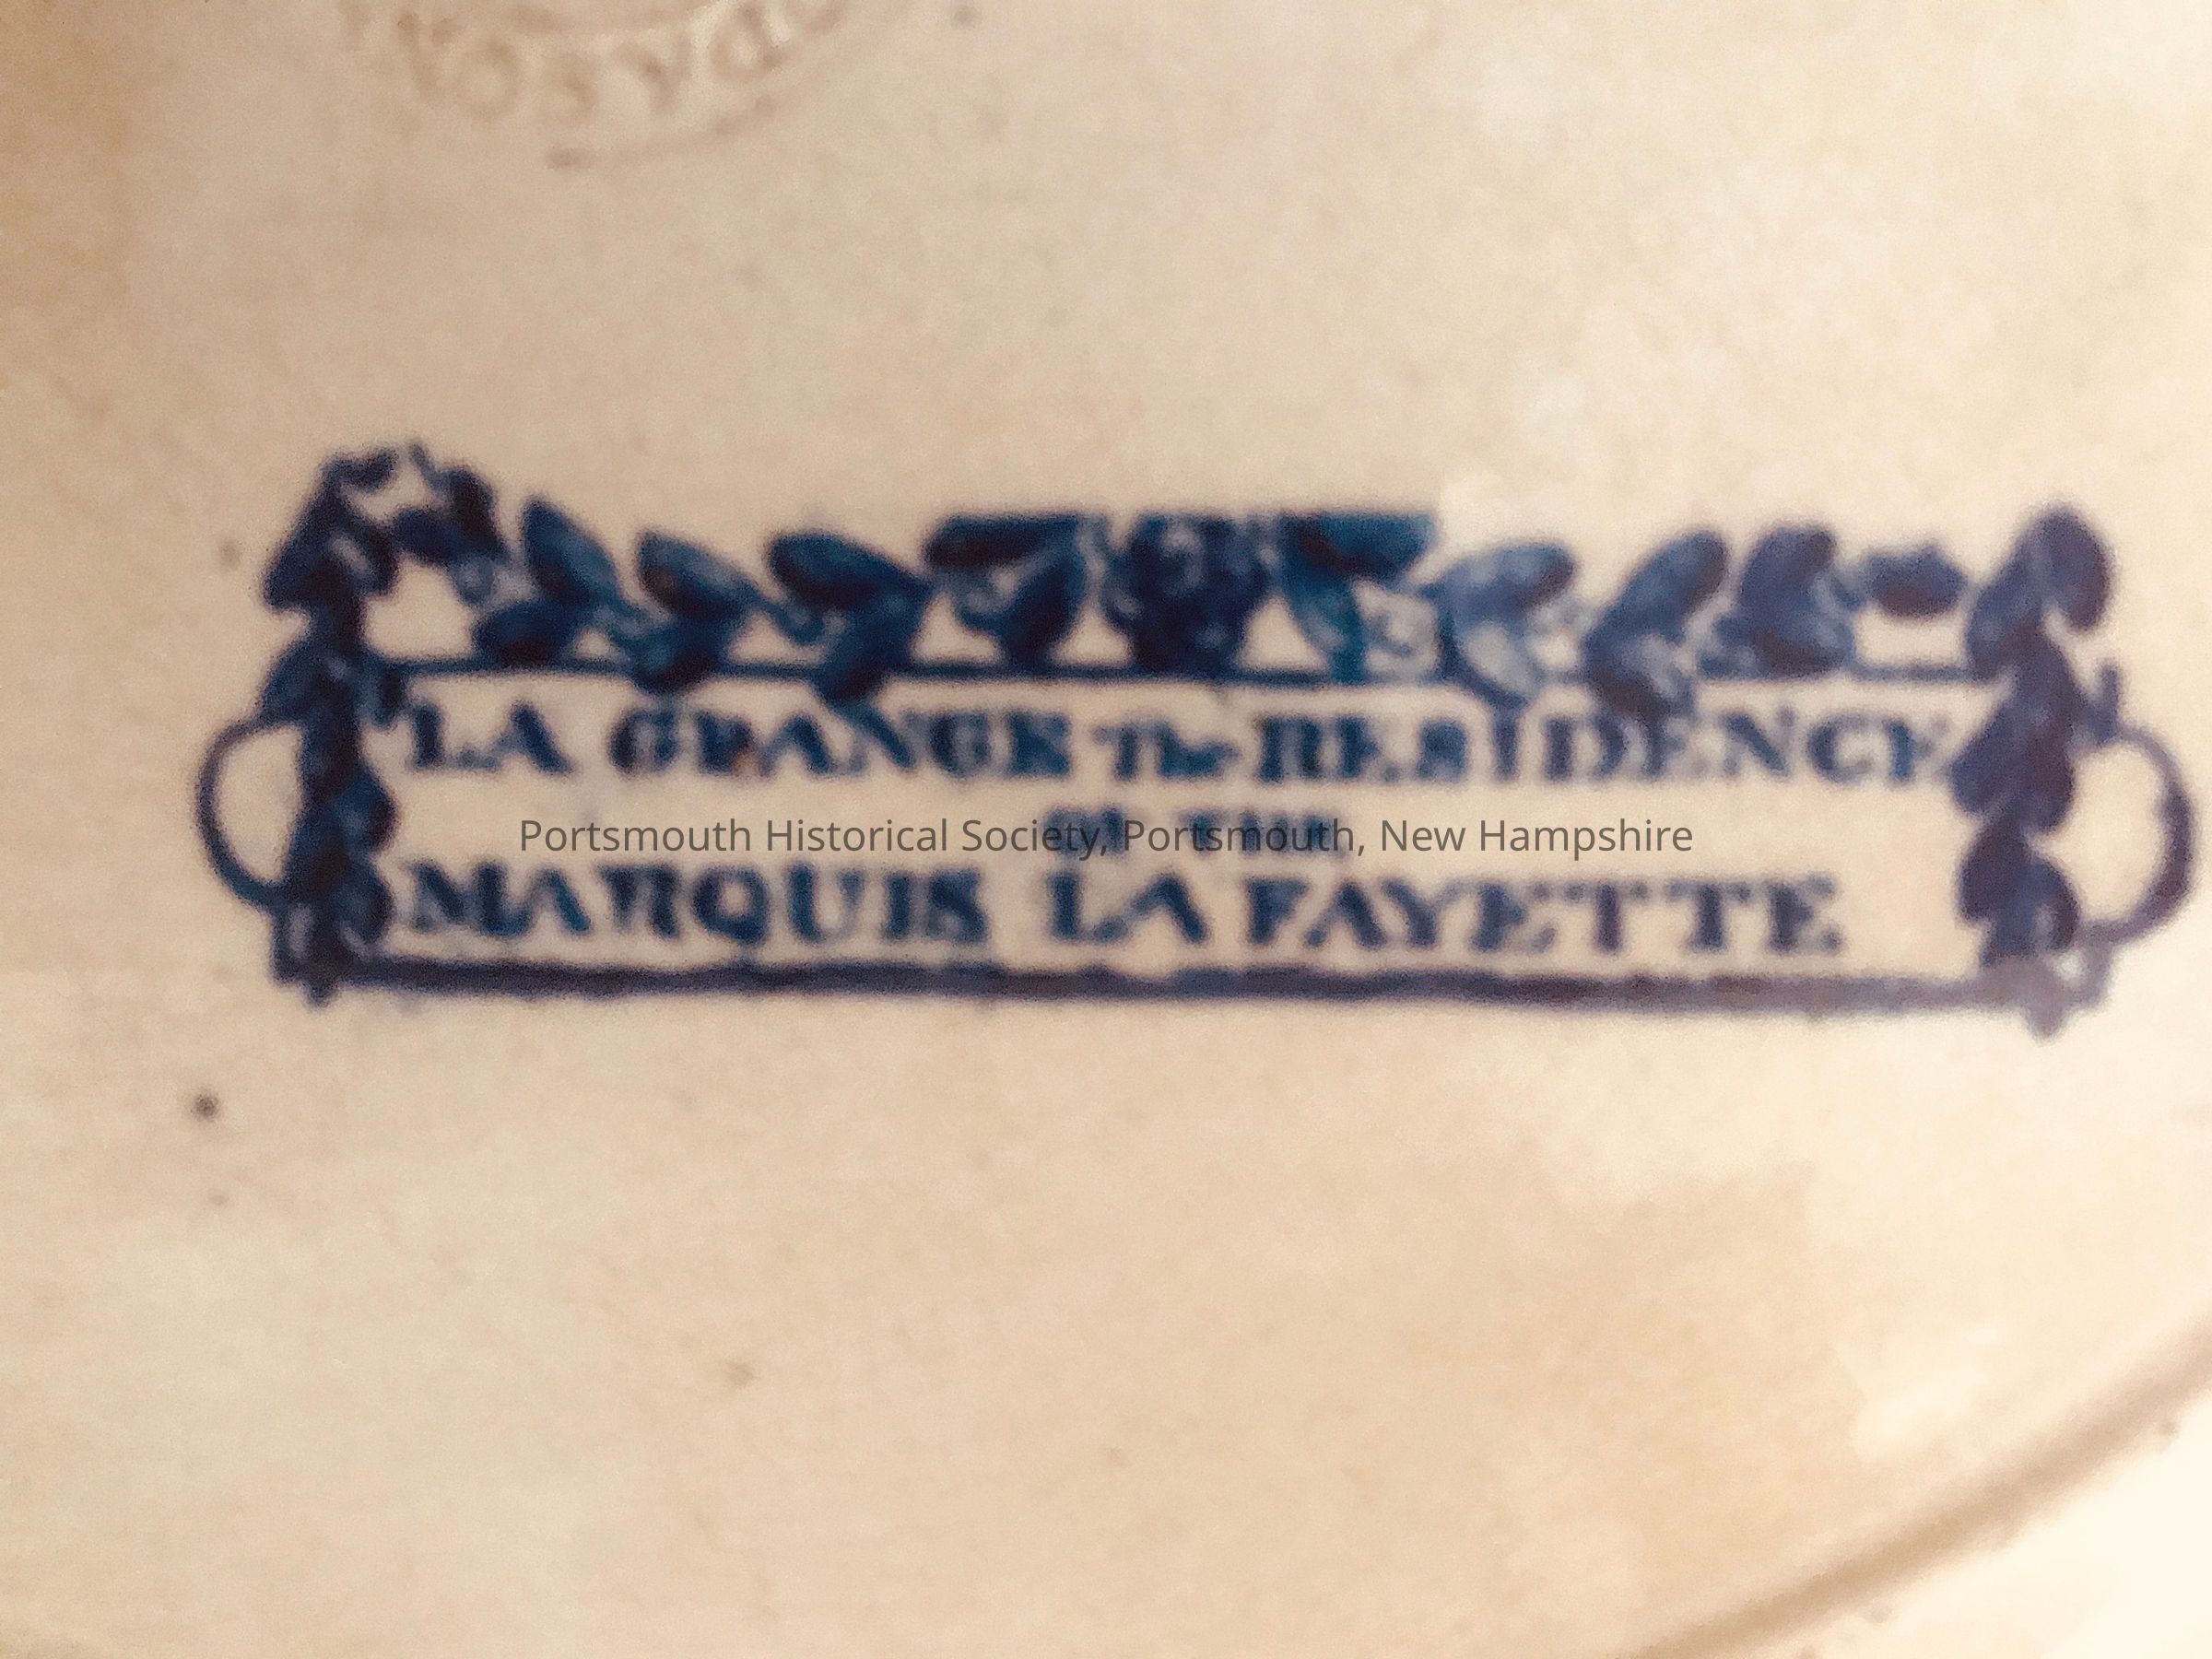 LA GRANGE The RESIDENCE
OF THE
Portsmouth Historical Society, Portsmouth, New Hampshire
MARQUIS LA FAYETTE